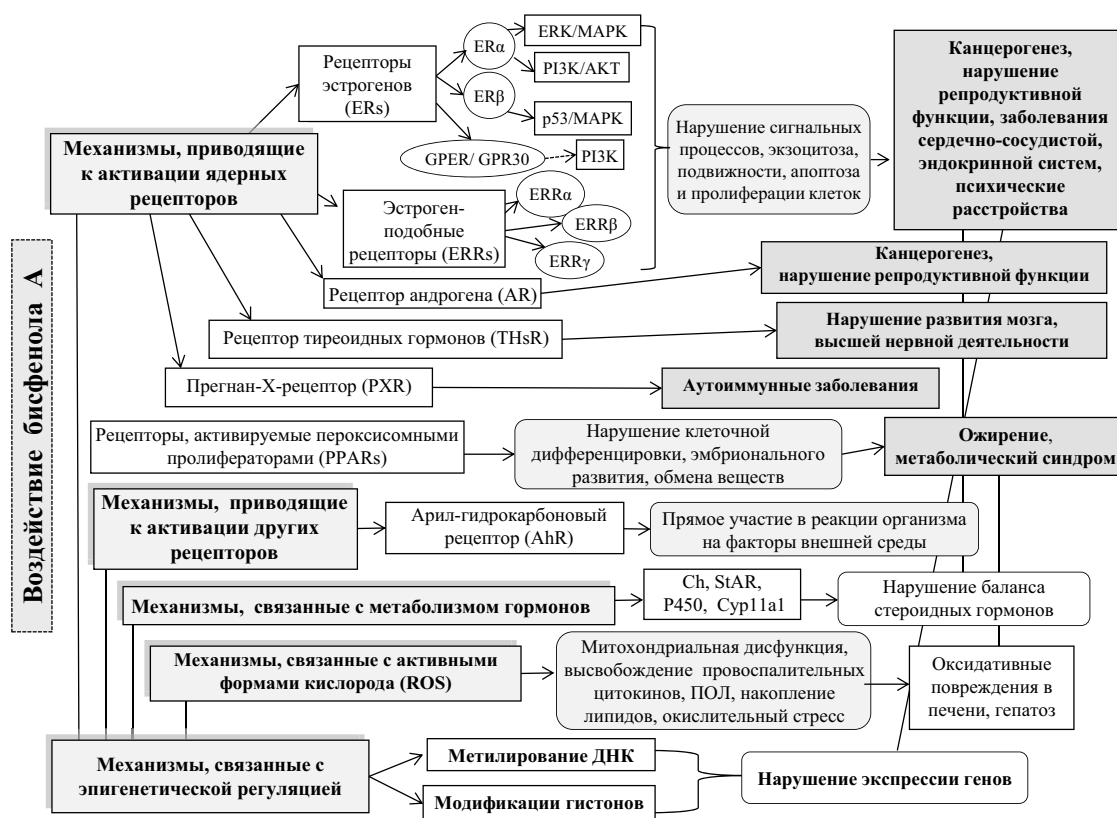 Воздействие бисфенола А
Механизмы, приводящие
к активации ядерных
рецепторов
Рецепторы
эстрогенов
(ERs)
ERα
ERβ
GPER/ GPR30
ERK/MAPK
PI3K/AKT
p53/MAPK
PI3K
Эстроген-
подобные
рецепторы (ERRs)
ERRα
ERRβ
ERRγ
Нарушение сигнальных
процессов, экзоцитоза,
подвижности, апоптоза
и пролиферации клеток
Канцерогенез,
нарушение
репродуктивной
функции, заболевания
сердечно-сосудистой,
эндокринной систем,
психические
расстройства
Рецептор андрогена (AR)
Канцерогенез,
нарушение репродуктивной функции
Рецептор тиреоидных гормонов (THsR)
Нарушение развития мозга,
высшей нервной деятельности
Прегнан-X-рецептор (PXR)
Аутоиммунные заболевания
Рецепторы, активируемые пероксисомными
пролифераторами (PPARs)
Нарушение клеточной
дифференцировки, эмбрионального
развития, обмена веществ
Ожирение,
метаболический синдром
Механизмы, приводящие
к активации других
рецепторов
Арил-гидрокарбоновый
рецептор (AhR)
Прямое участие в реакции организма
на факторы внешней среды
Механизмы, связанные с метаболизмом гормонов
Ch, StAR,
P450, Cyp11a1
Нарушение баланса
стероидных гормонов
Механизмы, связанные с активными
формами кислорода (ROS)
Митохондриальная дисфункция,
высвобождение провоспалительных
цитокинов, ПОЛ, накопление
липидов, окислительный стресс
Оксидативные
повреждения в
печени, гепатоз
Механизмы, связанные с
эпигенетической регуляцией
Метилирование ДНК
Модификации гистонов
Нарушение экспрессии генов